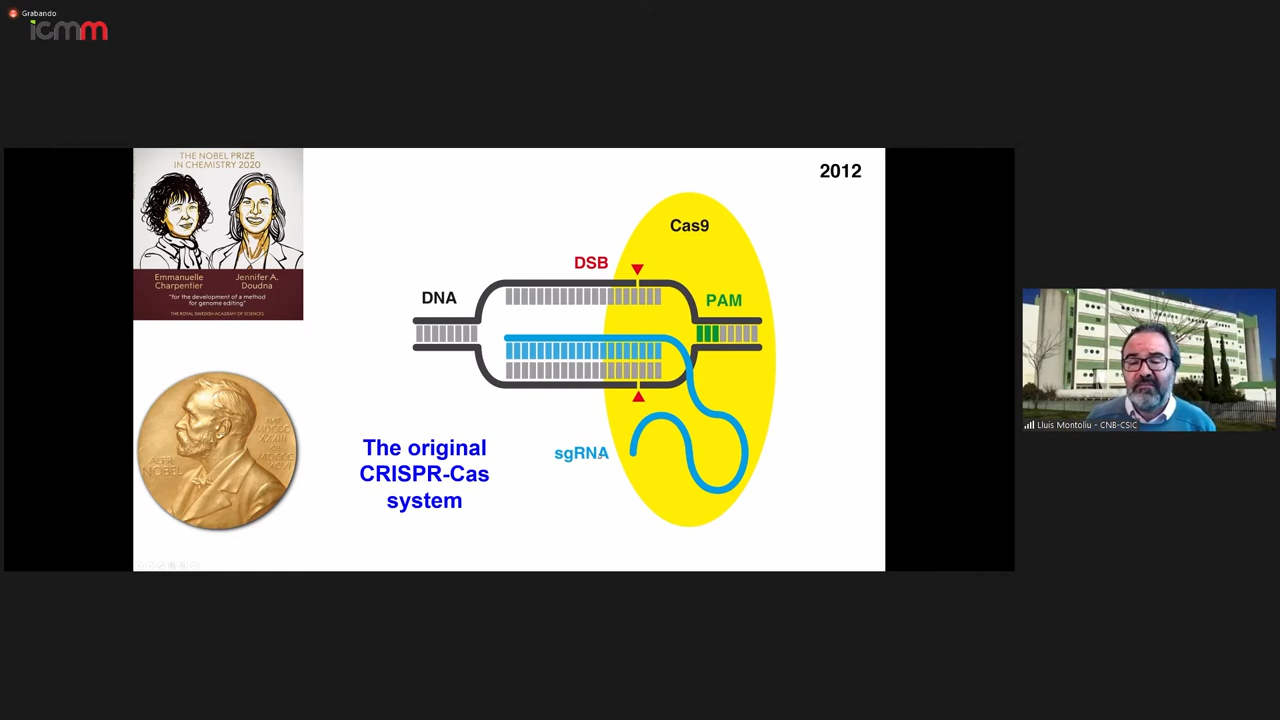 Grabando
icmm
THE NOBEL PRIZE
IN CHEMISTRY 2020
Emmanuelle
Charpentier
Jennifer A.
Doudna
"for the development of a method
for genome editing"
THE ROYAL SWEDISH ACADEMY OF SCIENCES
2012
Cas9
DSB
DNA
PAM
sgRNA
The original
CRISPR-Cas
system
NOBEL
Lluis Montoliu - CNB-CSIC